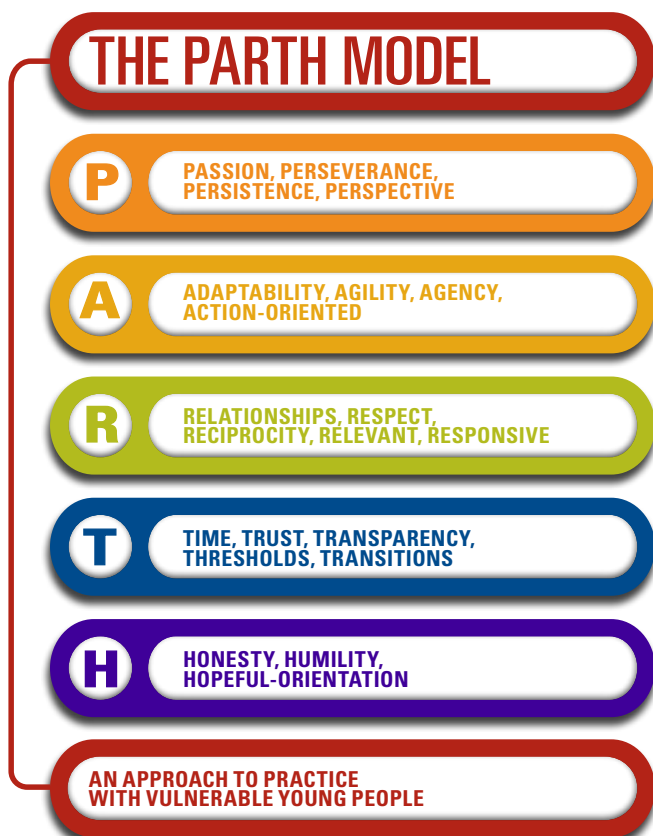 THE PARTH MODEL
P
PASSION, PERSEVERANCE,
PERSISTENCE, PERSPECTIVE
A
ADAPTABILITY, AGILITY, AGENCY,
ACTION-ORIENTED
R
RELATIONSHIPS, RESPECT,
RECIPROCITY, RELEVANT, RESPONSIVE
T
TIME, TRUST, TRANSPARENCY,
THRESHOLDS, TRANSITIONS
H
HONESTY, HUMILITY,
HOPEFUL-ORIENTATION
AN APPROACH TO PRACTICE
WITH VULNERABLE YOUNG PEOPLE